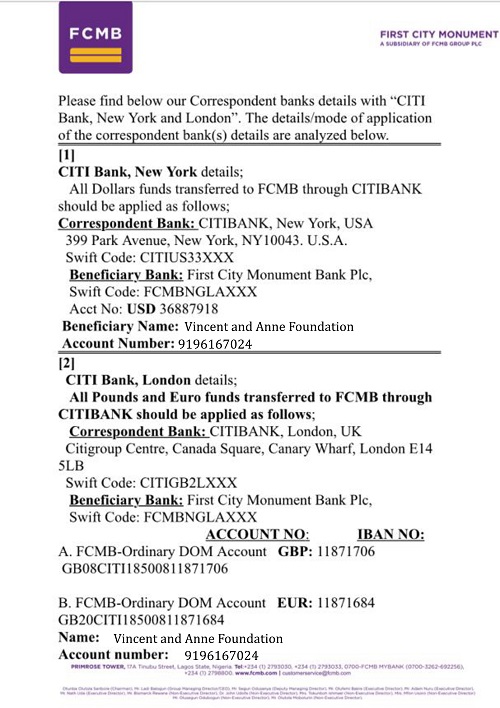 FCMB
FIRST CITY MONUMENT
A SUBSIDIARY OF FCMB GROUP PLC
Please find below our Correspondent banks details with “CITI
Bank, New York and London”. The details/mode of application
of the correspondent bank(s) details are analyzed below.
[1]
CITI Bank, New York details;
All Dollars funds transferred to FCMB through CITIBANK
should be applied as follows;
Correspondent Bank: CITIBANK, New York, USA
399 Park Avenue, New York, NY10043. U.S.A.
Swift Code: CITIUS33XXX
Beneficiary Bank: First City Monument Bank Plc,
Swift Code: FCMBNGLAXXX
Acct No: USD 36887918
Beneficiary Name: Vincent and Anne Foundation
Account Number: 9196167024
[2]
CITI Bank, London details;
All Pounds and Euro funds transferred to FCMB through
CITIBANK should be applied as follows;
Correspondent Bank: CITIBANK, London, UK
Citigroup Centre, Canada Square, Canary Wharf, London E14
5LB
Swift Code: CITIGB2LXXX
Beneficiary Bank: First City Monument Bank Plc,
Swift Code: FCMBNGLAXXX
ACCOUNT NO: IBAN NO:
A. FCMB-Ordinary DOM Account GBP: 11871706
GB08CITI18500811871706
B. FCMB-Ordinary DOM Account EUR: 11871684
GB20CITI18500811871684
Name: Vincent and Anne Foundation
Account number: 9196167024
PRIMROSE TOWER, 17A Tinubu Street, Lagos State, Nigeria. Tel:+234 (1) 2793030, +234 (1) 2793033, 0700-FCMB MYBANK (0700-3262-692256),
+234 (1) 2798800. www.fcmb.com | customerservice@fcmb.com